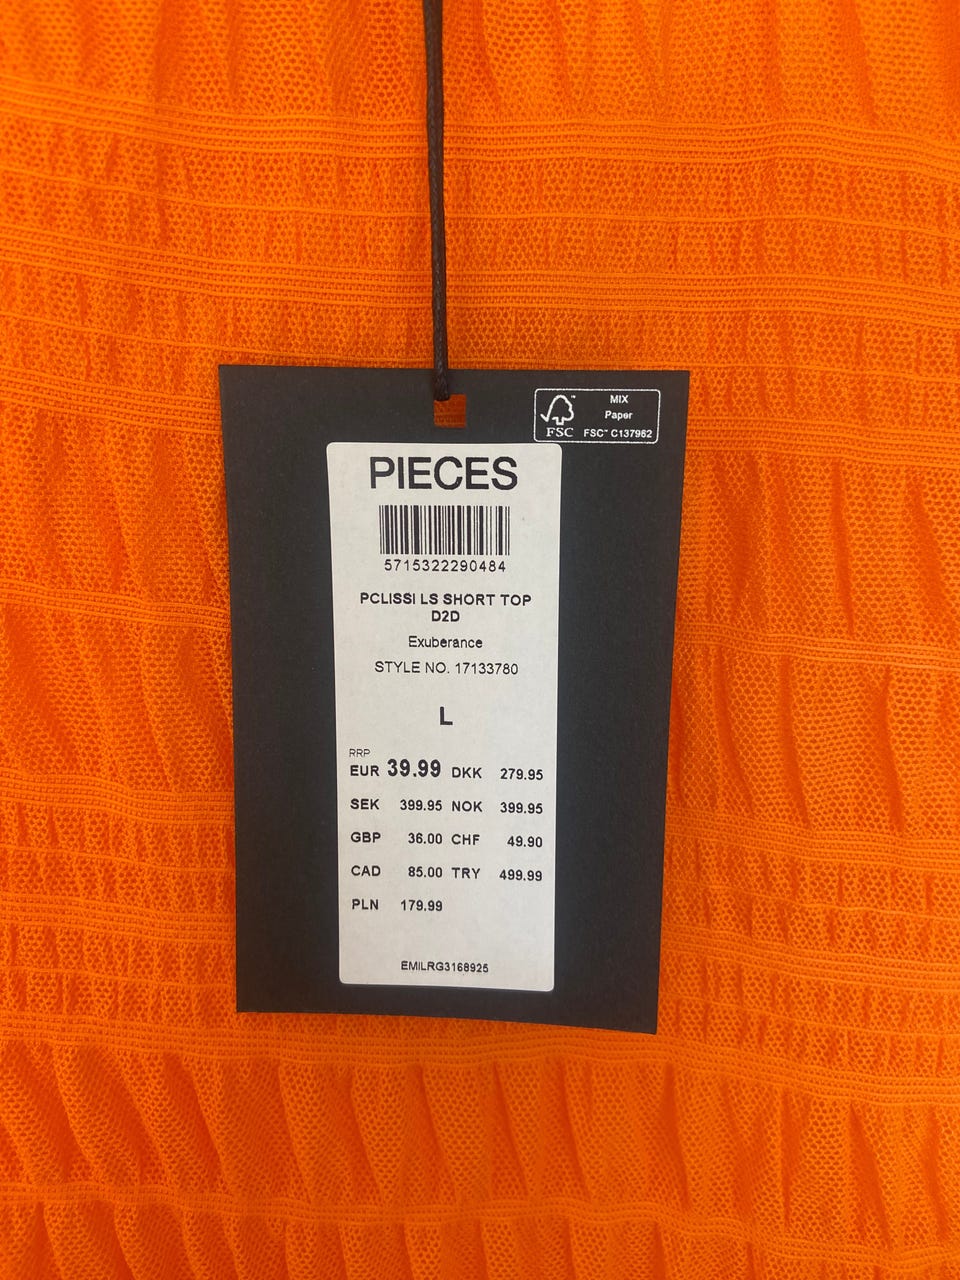 MIX
Paper
FSC™ FSC™ C137962
PIECES
5715322290484
PCLISSI LS SHORT TOP
D2D
Exuberance
STYLE NO. 17133780
L
RRP
EUR 39.99 DKK 279.95
SEK 399.95 NOK 399.95
GBP 36.00 CHF 49.90
CAD 85.00 TRY 499.99
PLN 179.99
EMILRG3168925